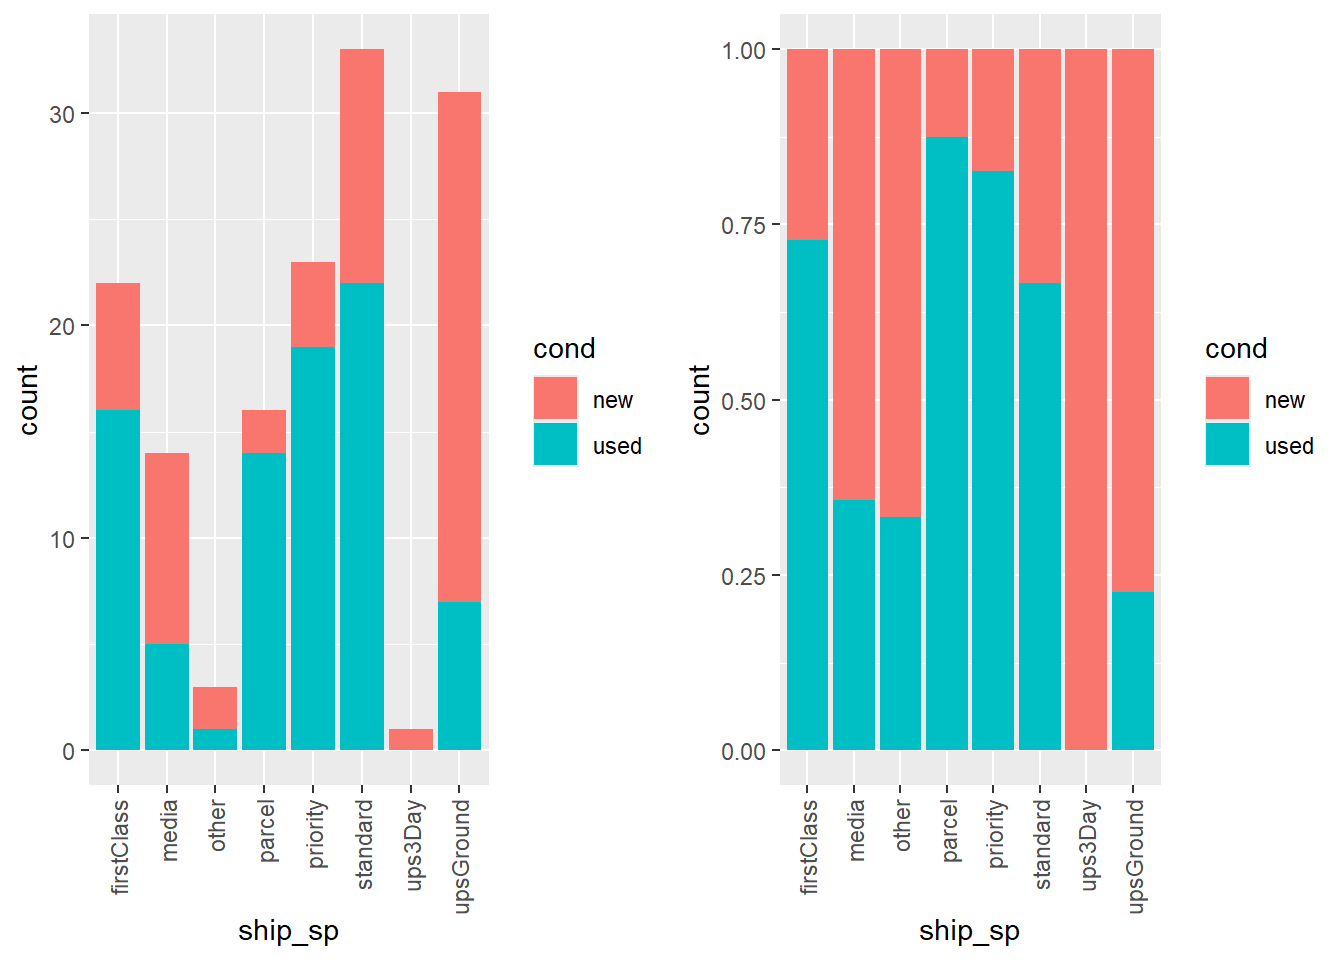 30
20
10
0
count
firstClass
media
other
parcel
priority
standard
ups3Day
upsGround
ship_sp
cond
new
used
1.00
0.75
0.50
0.25
0.00
count
firstClass
media
other
parcel
priority
standard
ups3Day
upsGround
ship_sp
cond
new
used